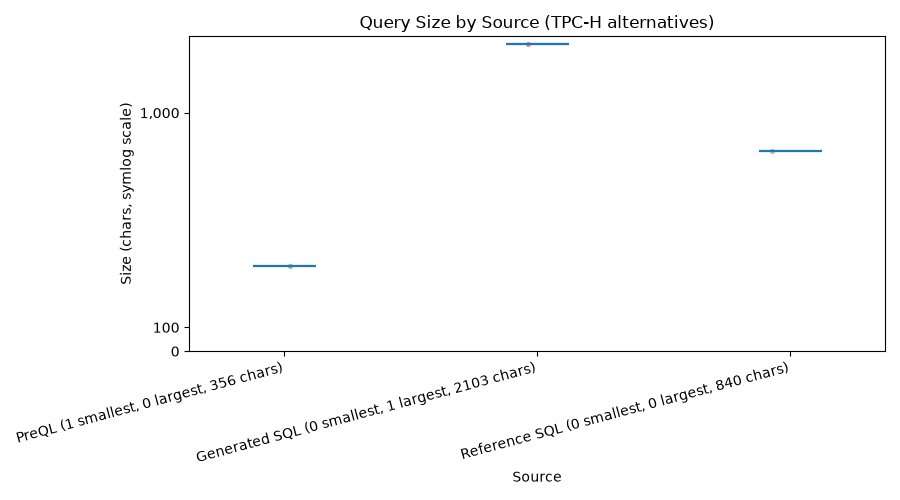 Query Size by Source (TPC-H alternatives)
Size (chars, symlog scale)
1,000
100
0
PreQL (1 smallest, 0 largest, 356 chars)
Generated SQL (0 smallest, 1 largest, 2103 chars)
Reference SQL (0 smallest, 0 largest, 840 chars)
Source